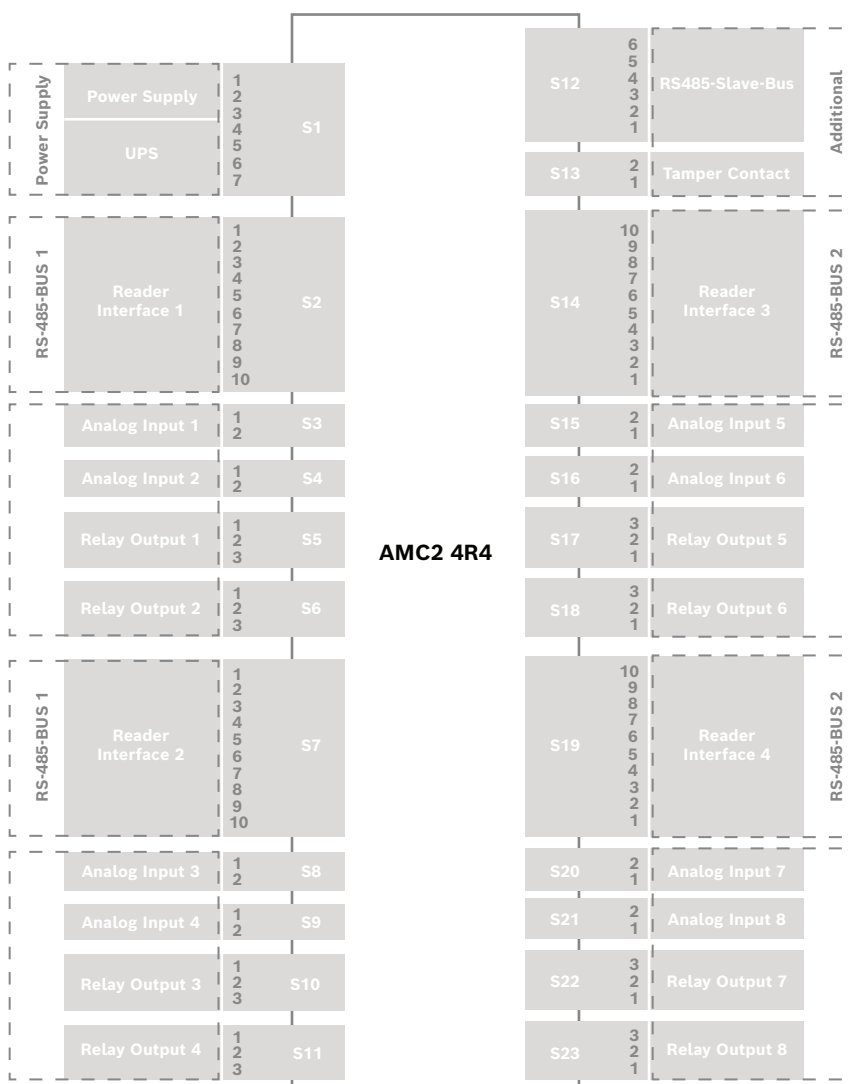 Power Supply
Power Supply
UPS
1
2
3
4
5
6
7
S1
RS-485-BUS 1
Reader
Interface 1
1
2
3
4
5
6
7
8
9
10
S2
Analog Input 1
1
2
S3
Analog Input 2
1
2
S4
Relay Output 1
1
2
3
S5
Relay Output 2
1
2
3
S6
RS-485-BUS 1
Reader
Interface 2
1
2
3
4
5
6
7
8
9
10
S7
Analog Input 3
1
2
S8
Analog Input 4
1
2
S9
Relay Output 3
1
2
3
S10
Relay Output 4
1
2
3
S11
AMC2 4R4
S12
6
5
4
3
2
1
RS485-Slave-Bus
Additional
S13
2
1
Tamper Contact
S14
10
9
8
7
6
5
4
3
2
1
Reader
Interface 3
RS-485-BUS 2
S15
2
1
Analog Input 5
S16
2
1
Analog Input 6
S17
3
2
1
Relay Output 5
S18
3
2
1
Relay Output 6
S19
10
9
8
7
6
5
4
3
2
1
Reader
Interface 4
RS-485-BUS 2
S20
2
1
Analog Input 7
S21
2
1
Analog Input 8
S22
3
2
1
Relay Output 7
S23
3
2
1
Relay Output 8